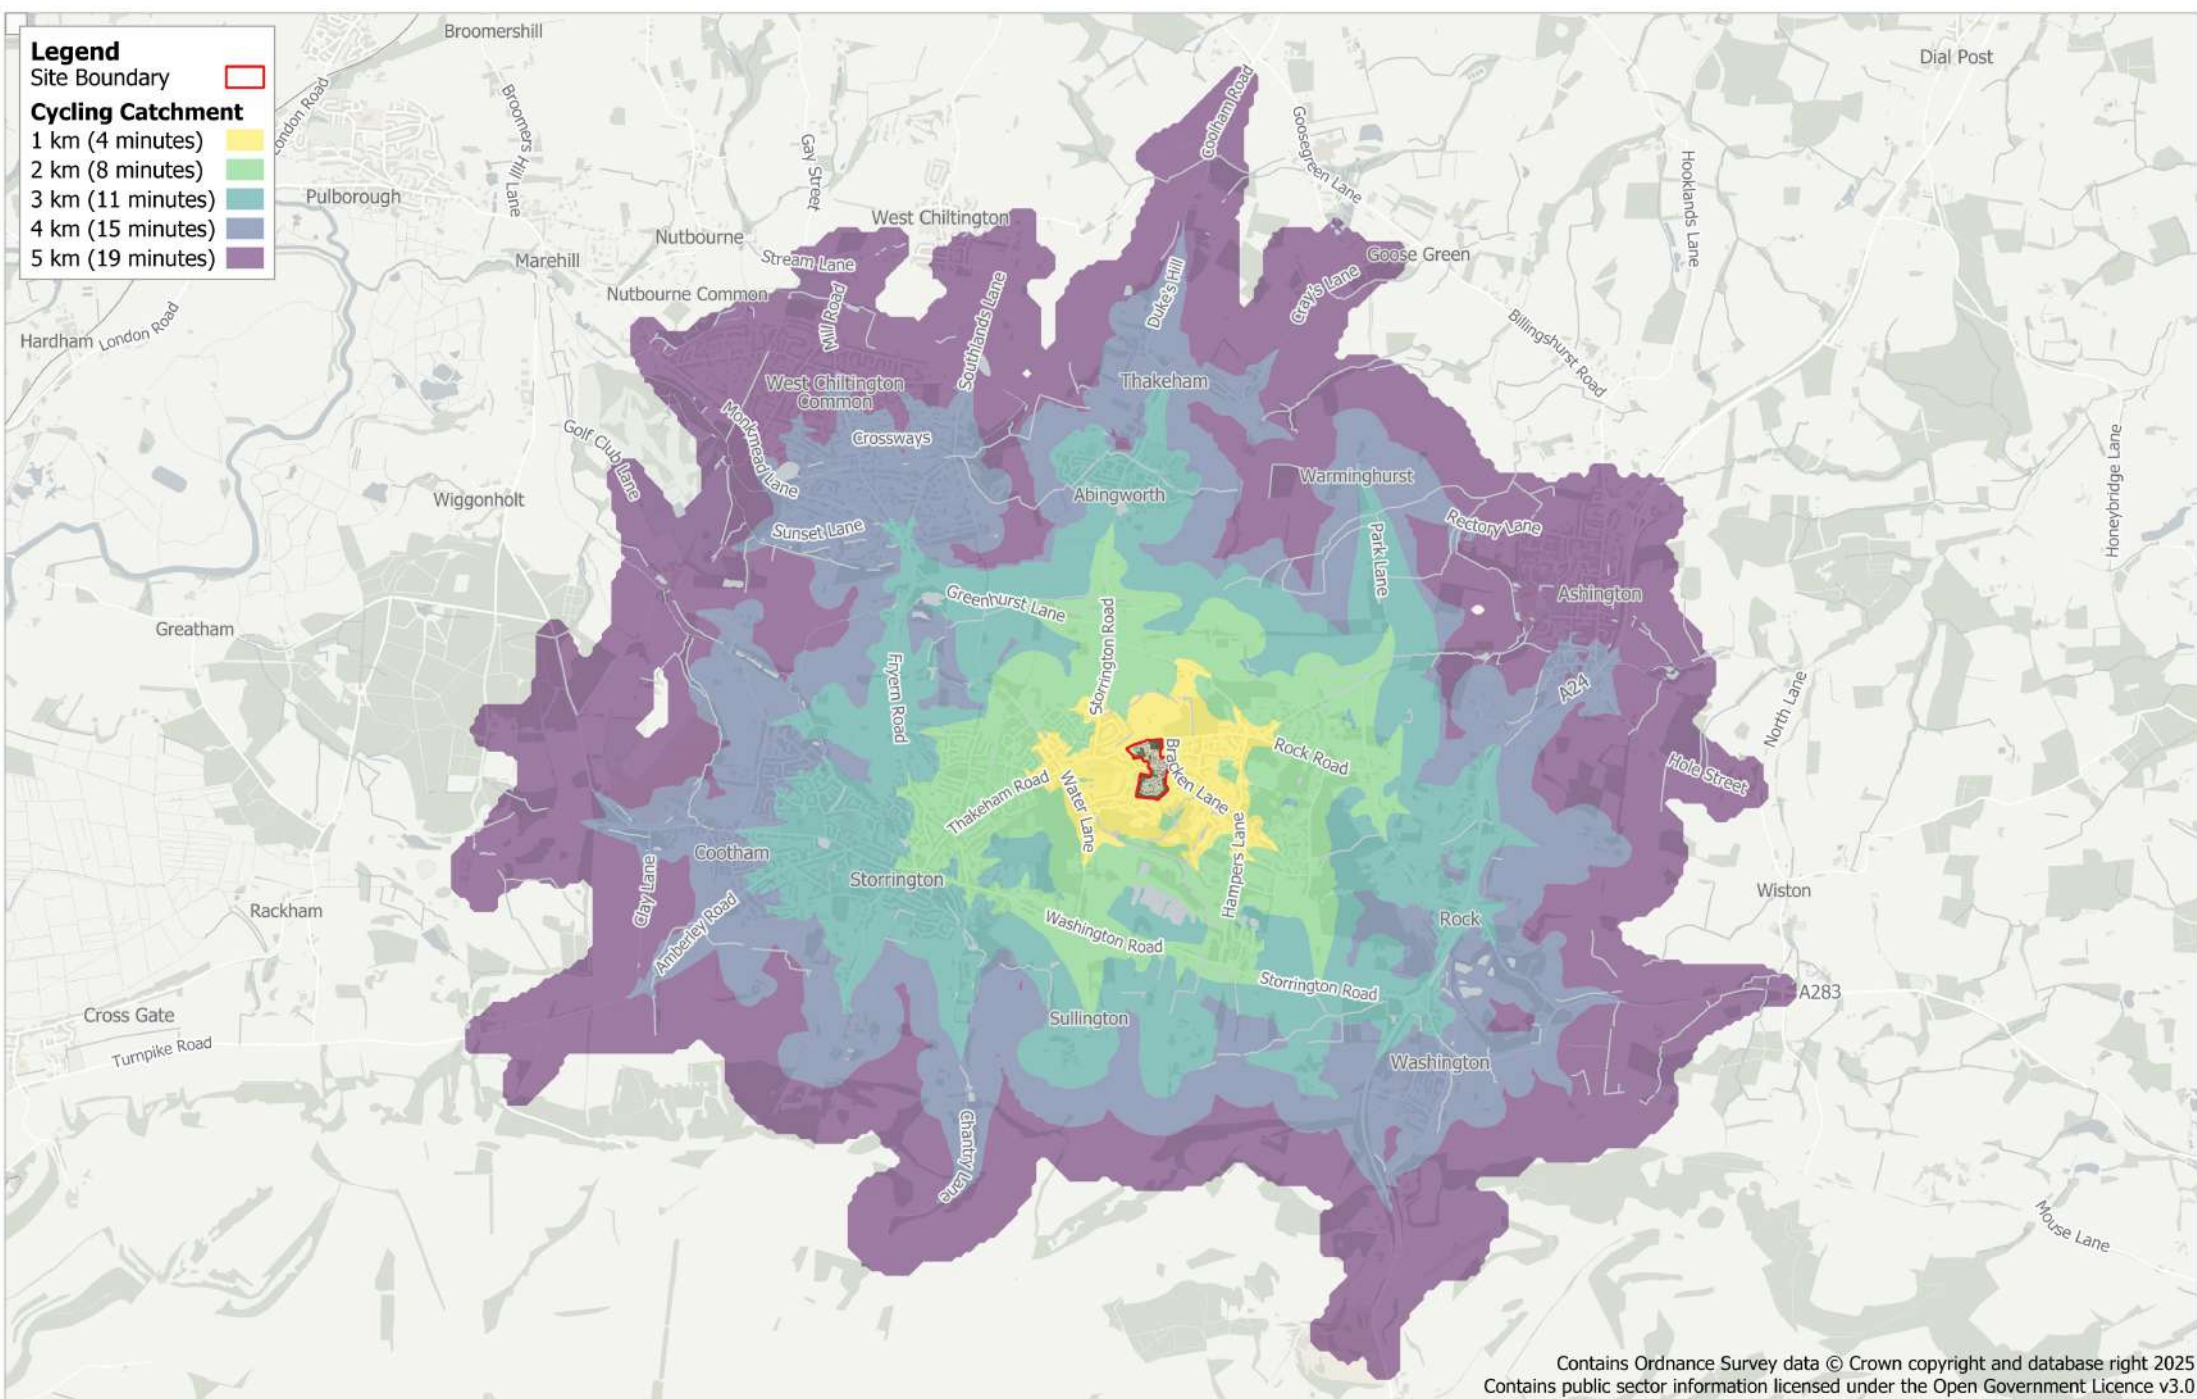 Legend
Site Boundary
Cycling Catchment
1 km (4 minutes)
2 km (8 minutes)
3 km (11 minutes)
4 km (15 minutes)
5 km (19 minutes)
Broomershill
Dial Post
London Road
Broomers Hill Lane
Gay Street
Coolham Road
Goosegreen Lane
Hooklands Lane
Pulborough
West Chiltington
Nutbourne
Stream Lane
Marehill
Goose Green
Nutbourne Common
Mill Road
Southlands Lane
Duke's Hill
Cray's Lane
Hardham
London Road
Billingshurst Road
West Chiltington
Common
Thakeham
Golf Club Lane
Monkmead Lane
Crossways
Honeybridge Lane
Wiggonholt
Abingworth
Warminghurst
Sunset Lane
Rectory Lane
Park Lane
Greenhurst Lane
Ashington
Greatham
Storrington Road
Fryern Road
A24
North Lane
Bracken Lane
Rock Road
Hole Street
Thakeham Road
Water Lane
Hampers Lane
Cootham
Clay Lane
Storrington
Wiston
Rackham
Amberley Road
Washington Road
Rock
Storrington Road
A283
Cross Gate
Sullington
Turnpike Road
Washington
Chantry Lane
Mouse Lane
Contains Ordnance Survey data © Crown copyright and database right 2025
Contains public sector information licensed under the Open Government Licence v3.0